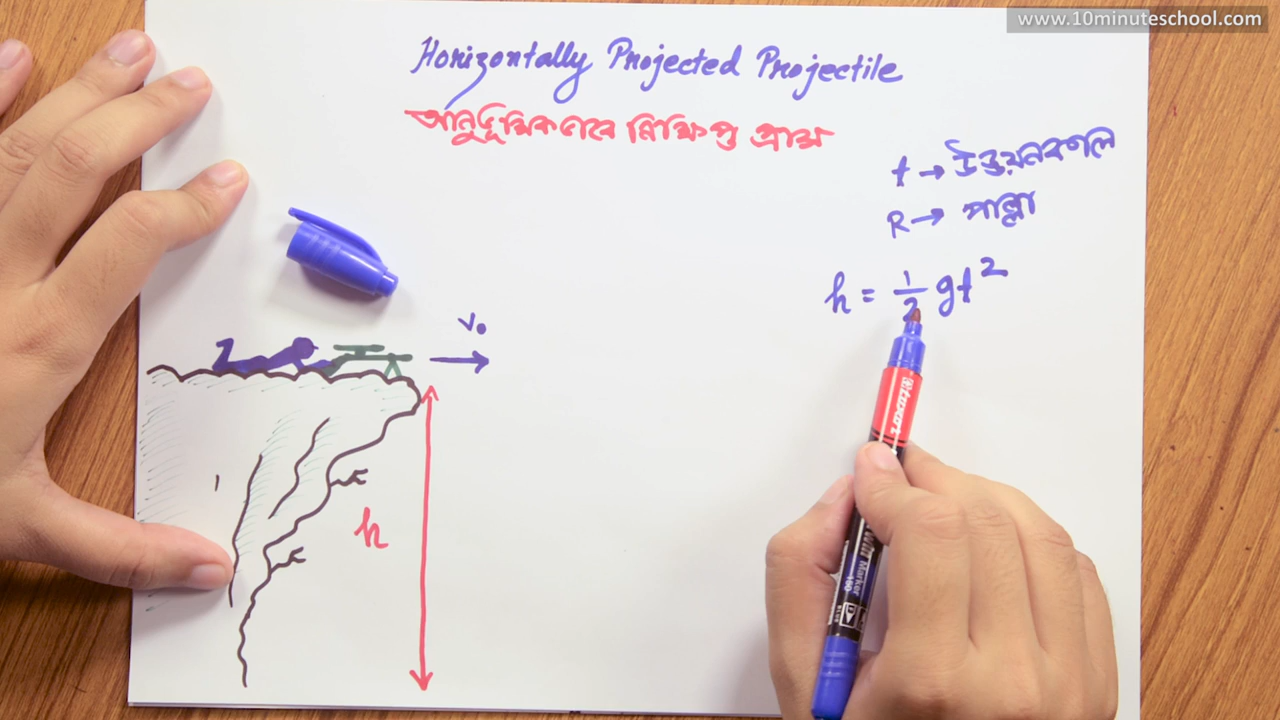 www.10minuteschool.com
Horizontally Projected Projectile
আনুভূমিকভাবে নিক্ষিপ্ত প্রাস
t → উড্ডয়নকাল
R → পাল্লা
h = 1/2 gt²
v₀
h